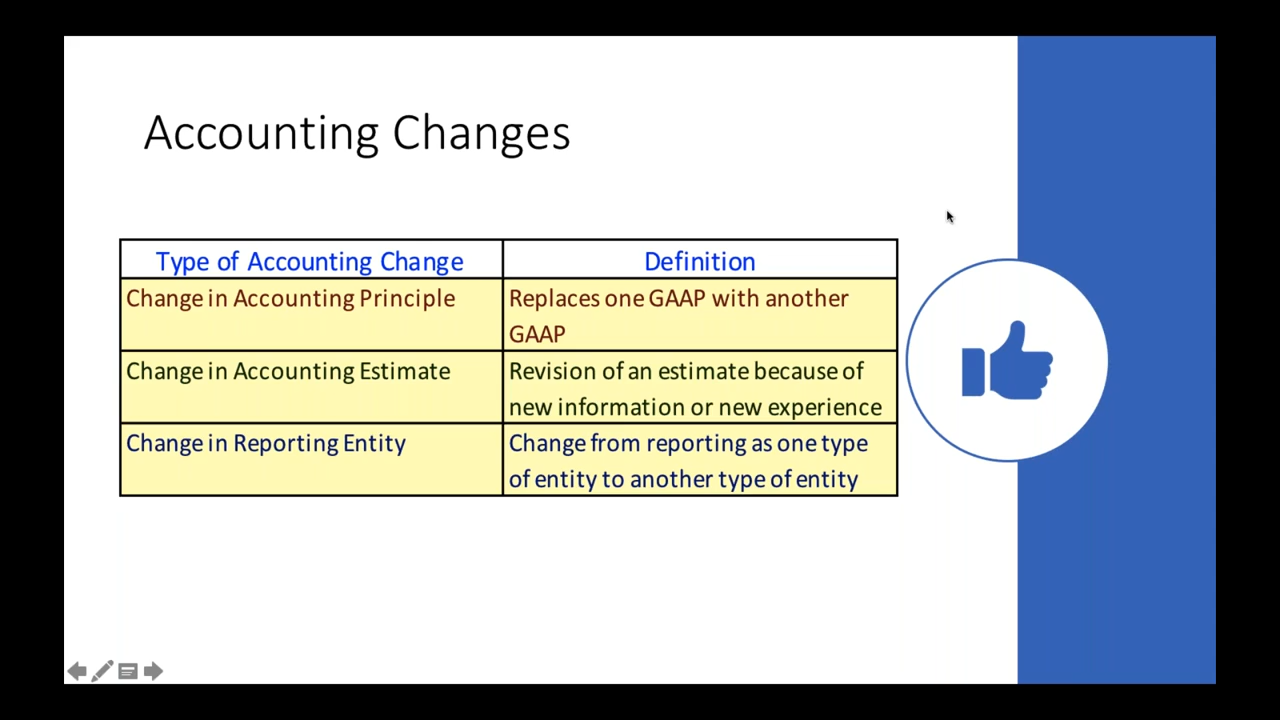 Accounting Changes
Type of Accounting Change
Definition
Change in Accounting Principle
Replaces one GAAP with another
GAAP
Change in Accounting Estimate
Revision of an estimate because of
new information or new experience
Change in Reporting Entity
Change from reporting as one type
of entity to another type of entity